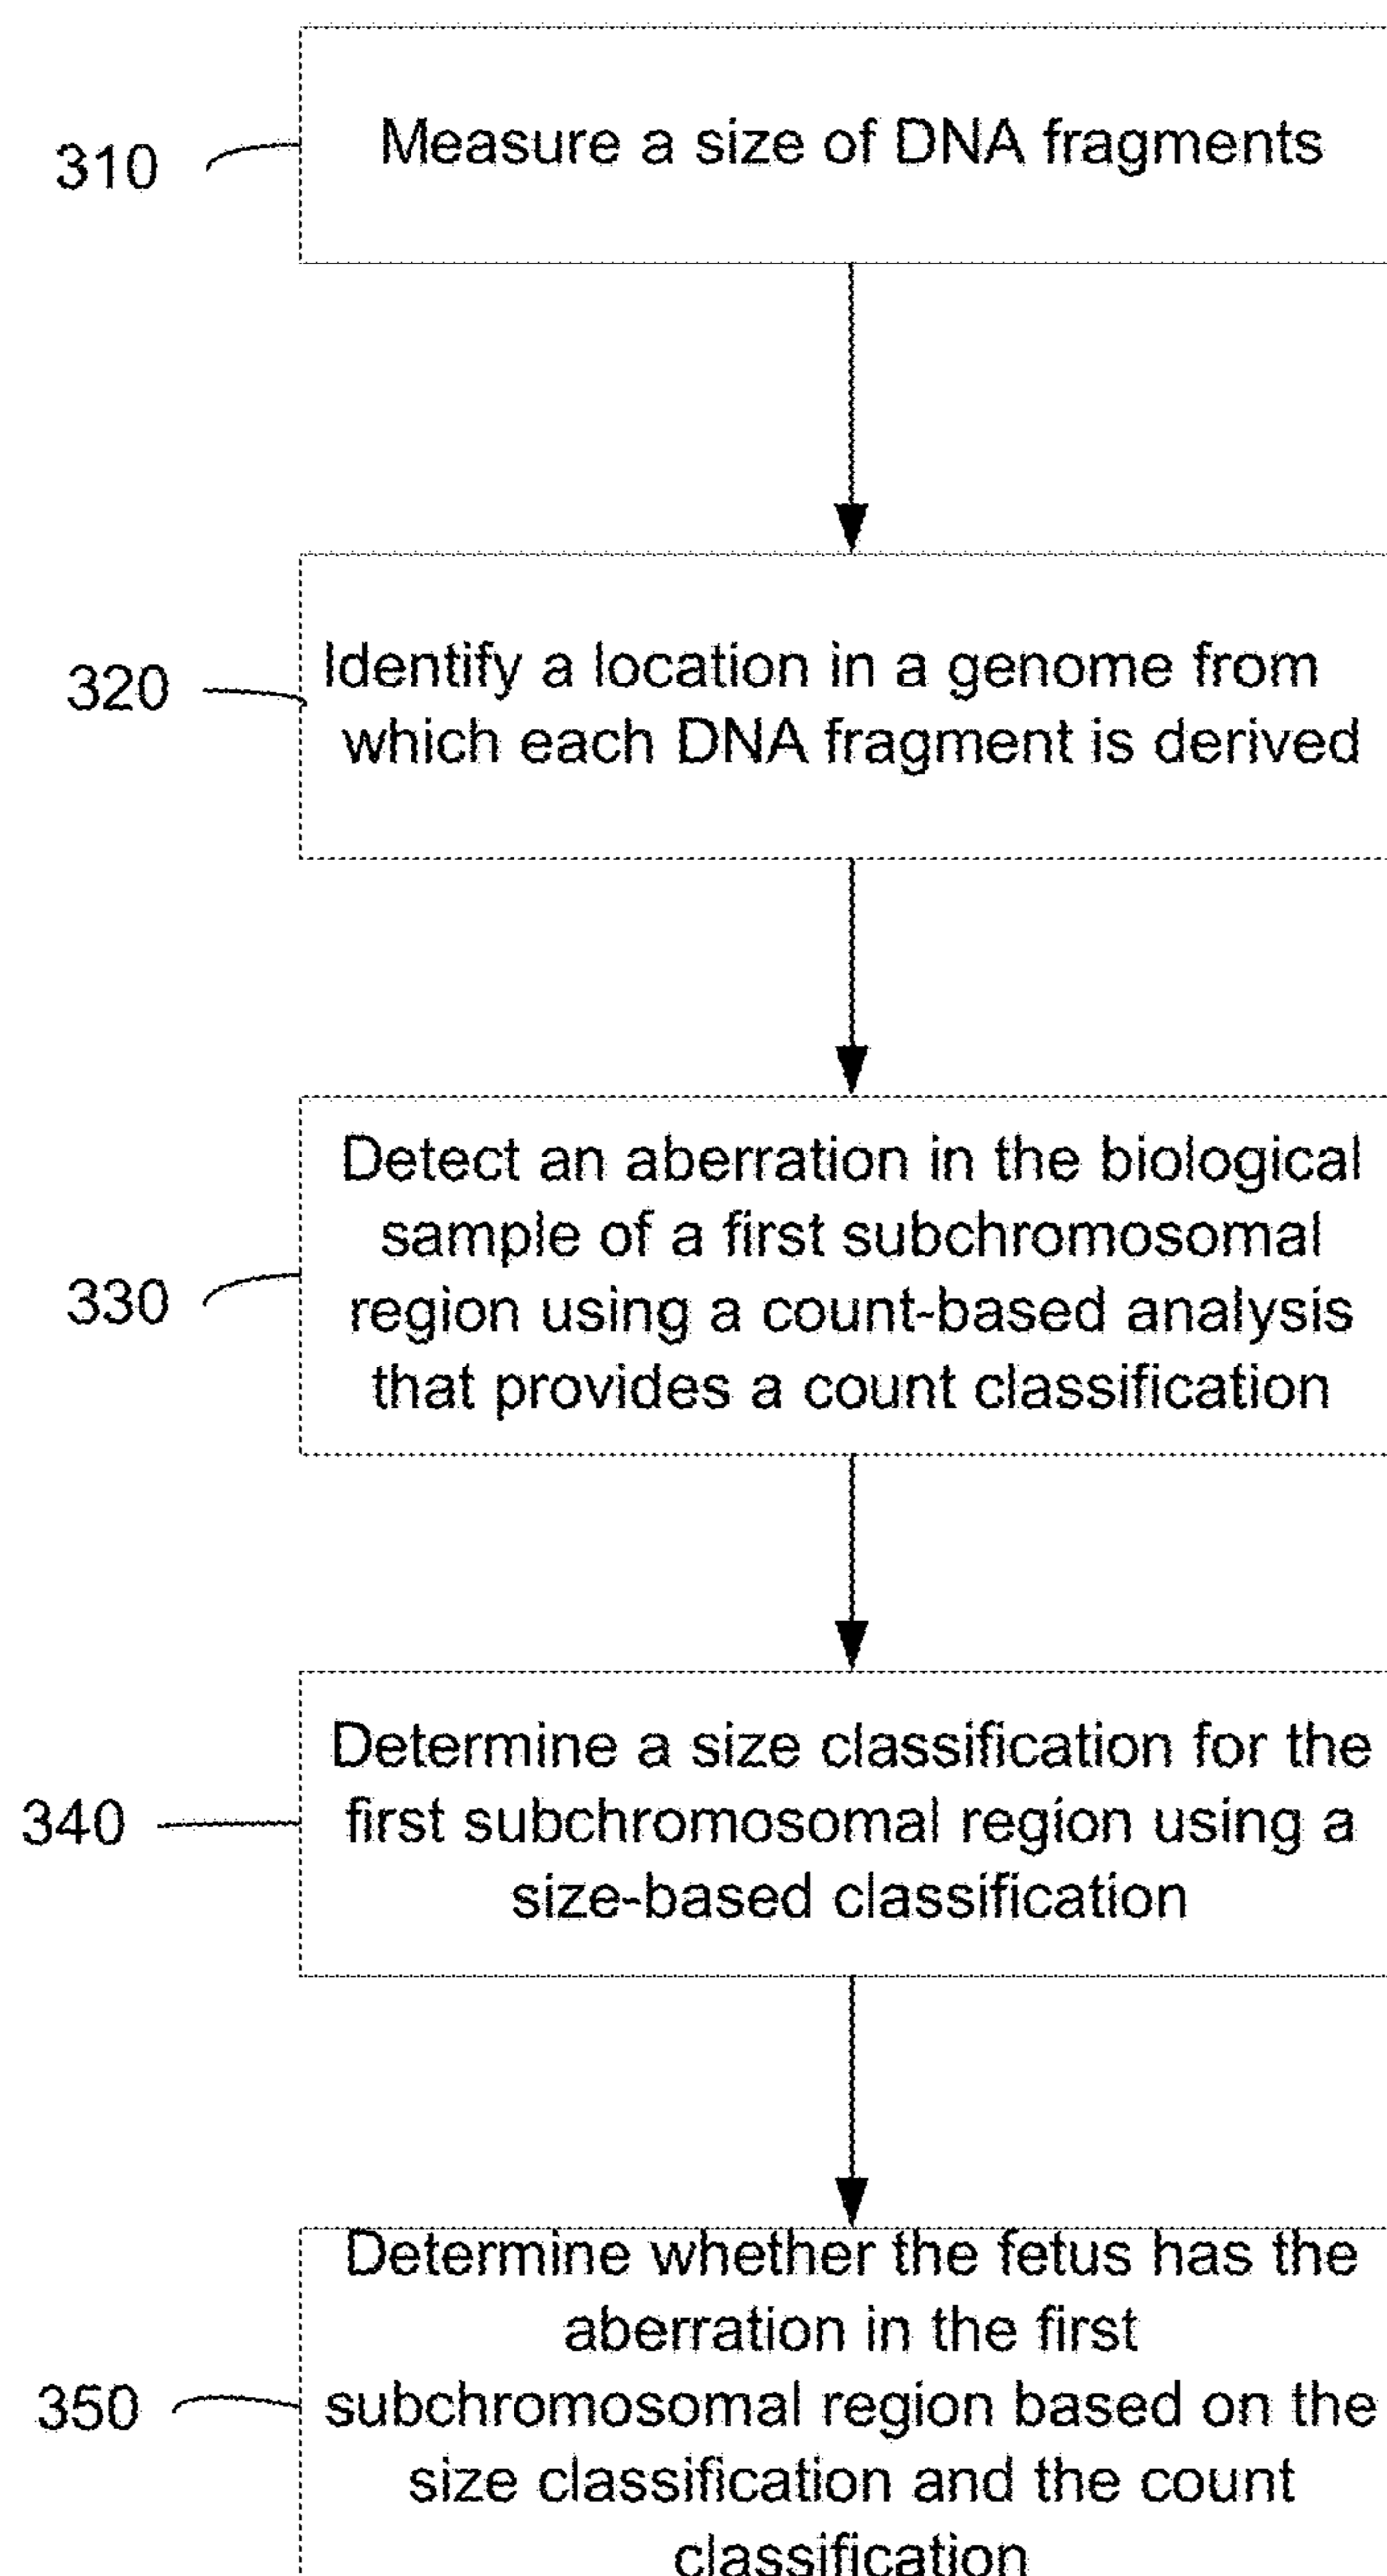 310
Measure a size of DNA fragments
320
Identify a location in a genome from
which each DNA fragment is derived
330
Detect an aberration in the biological
sample of a first subchromosomal
region using a count-based analysis
that provides a count classification
340
Determine a size classification for the
first subchromosomal region using a
size-based classification
350
Determine whether the fetus has the
aberration in the first
subchromosomal region based on the
size classification and the count
classification